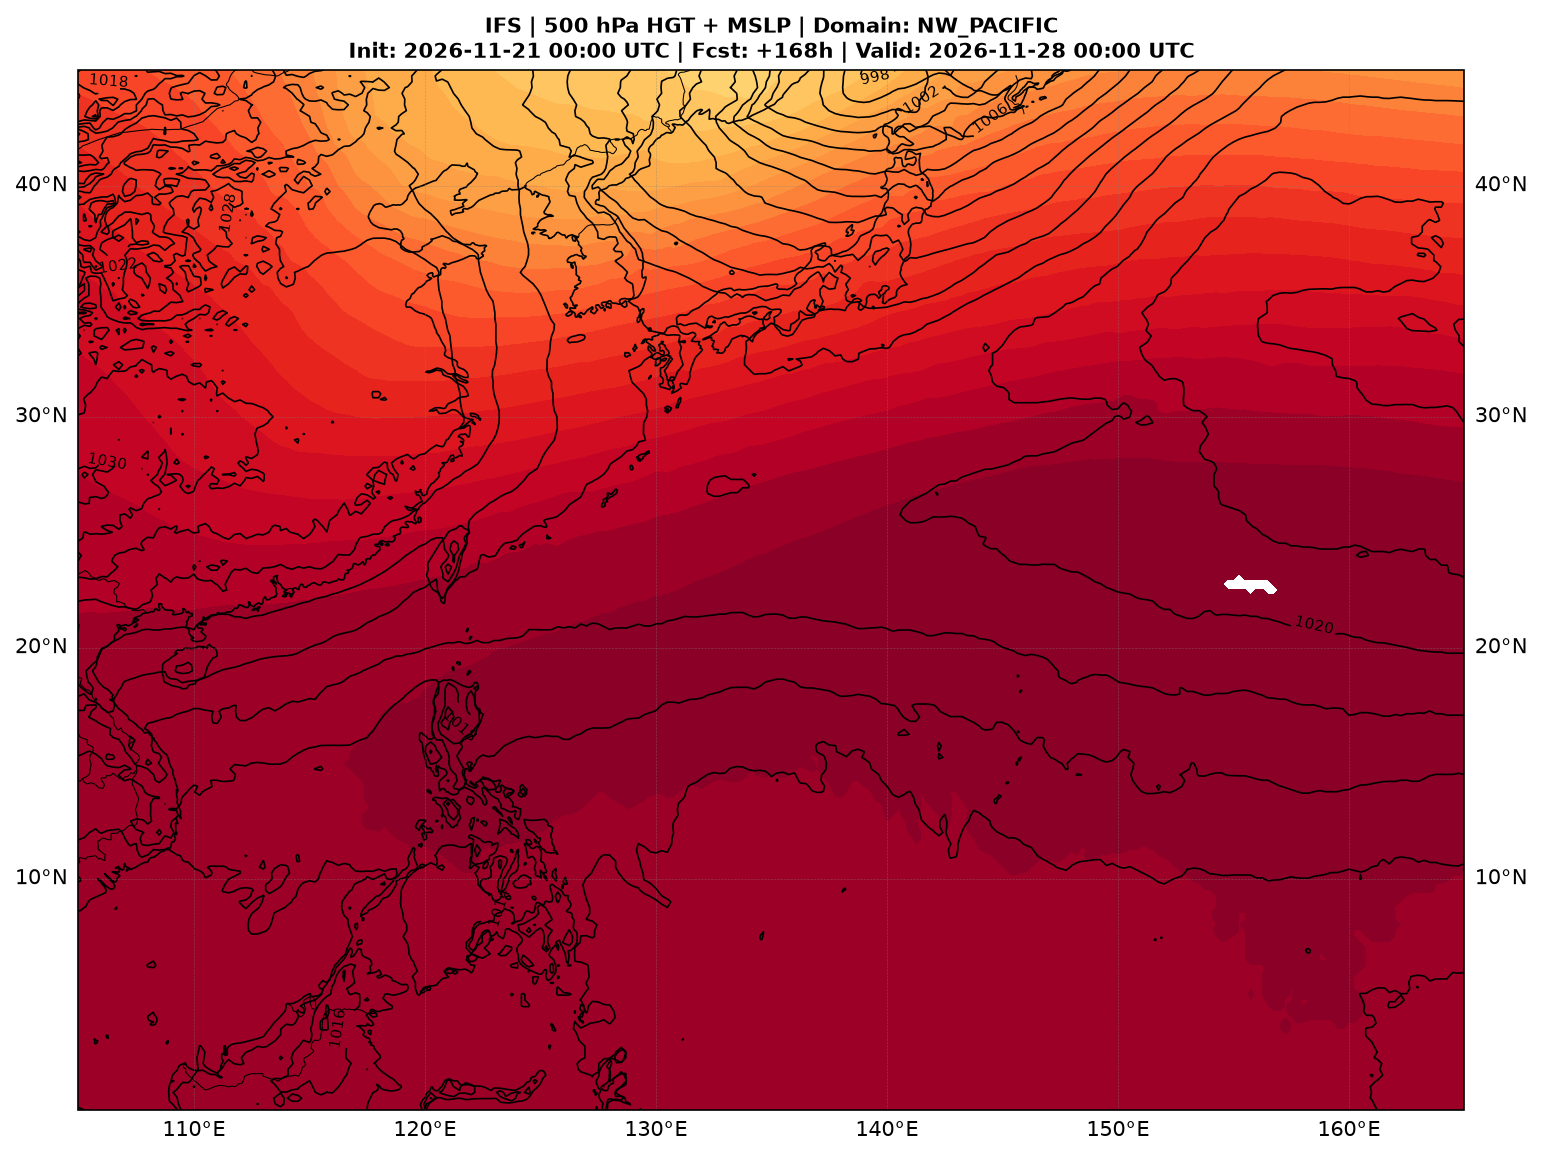 IFS | 500 hPa HGT + MSLP | Domain: NW_PACIFIC
Init: 2026-11-21 00:00 UTC | Fcst: +168h | Valid: 2026-11-28 00:00 UTC
1018
998
1002
1006
40°N
40°N
1028
1022
30°N
30°N
1030
1020
20°N
20°N
10°N
10°N
1016
110°E
120°E
130°E
140°E
150°E
160°E